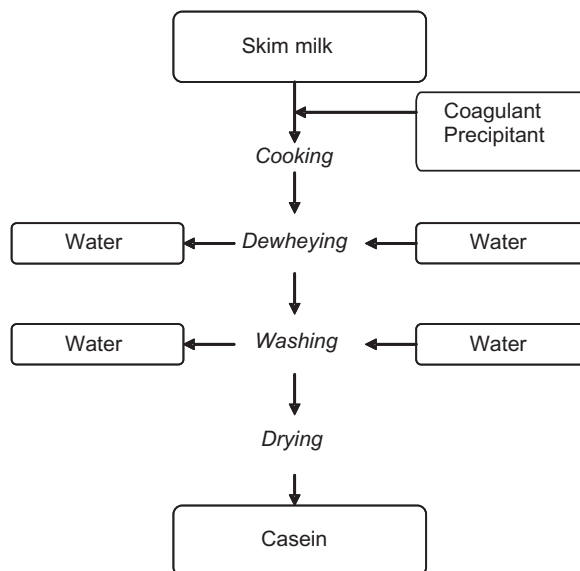 Skim milk
Coagulant
Precipitant
Cooking
Water
Dewheying
Water
Water
Washing
Water
Drying
Casein